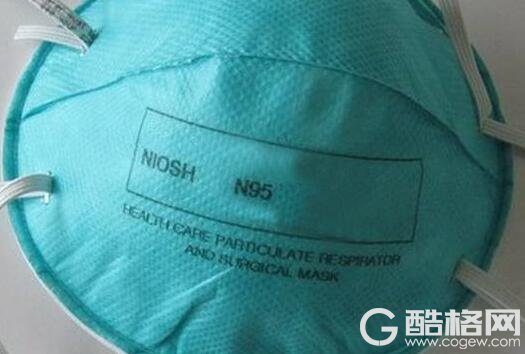 NIOSH N95
HEALTH CARE PARTICULATE RESPIRATOR
AND SURGICAL MASK
G 酷格网
www.cogew.com